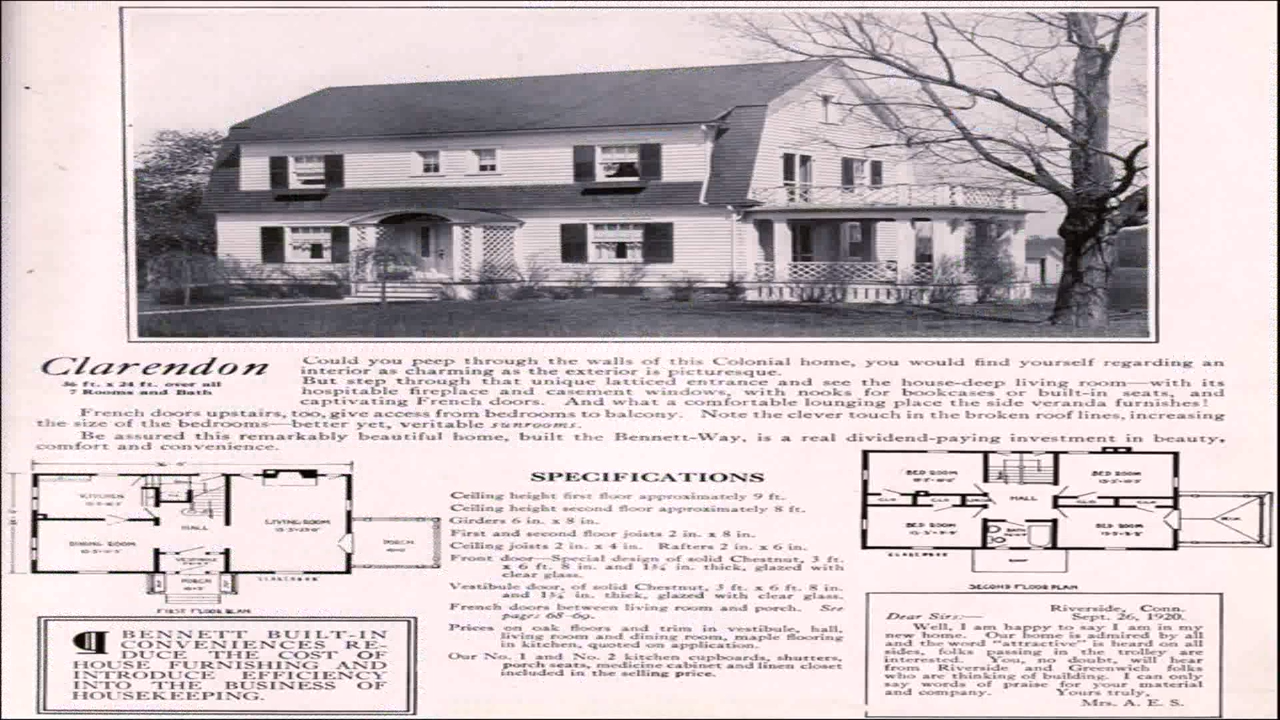 Clarendon
36 ft. x 24 ft. over all
7 Rooms and Bath
Could you peep through the walls of this Colonial home, you would find yourself regarding an
interior as charming as the exterior is picturesque.
But step through that unique latticed entrance and see the house-deep living room—with its
hospitable fireplace and casement windows, with nooks for bookcases or built-in seats, and
captivating French doors. And what a comfortable lounging place the side veranda furnishes!
French doors upstairs, too, give access from bedrooms to balcony. Note the clever touch in the broken roof lines, increasing
the size of the bedrooms—better yet, veritable sunrooms.
Be assured this remarkably beautiful home, built the Bennett-Way, is a real dividend-paying investment in beauty,
comfort and convenience.
KITCHEN
HALL
LIVING ROOM
DINING ROOM
VESTIBULE
PORCH
PORCH
CLARENDON
FIRST FLOOR PLAN
BENNETT BUILT-IN
CONVENIENCES RE-
DUCE THE COST OF
HOUSE FURNISHING AND
INTRODUCE EFFICIENCY
INTO THE BUSINESS OF
HOUSEKEEPING.
SPECIFICATIONS
Ceiling height first floor approximately 9 ft.
Ceiling height second floor approximately 8 ft.
Girders 6 in. x 8 in.
First and second floor joists 2 in. x 8 in.
Ceiling joists 2 in. x 4 in. Rafters 2 in. x 6 in.
Front door—Special design of solid Chestnut, 3 ft.
x 6 ft. 8 in. and 1¾ in. thick, glazed with
clear glass.
Vestibule door, of solid Chestnut, 3 ft. x 6 ft. 8 in.
and 1¾ in. thick, glazed with clear glass.
French doors between living room and porch. See
pages 68-69.
Prices on oak floors and trim in vestibule, hall,
living room and dining room, maple flooring
in kitchen, quoted on application.
Our No. 1 and No. 2 kitchen cupboards, shutters,
porch seats, medicine cabinet and linen closet
included in the selling price.
BED ROOM
BED ROOM
HALL
CLO.
CLO.
CLO.
BED ROOM
BATH
BED ROOM
CLARENDON
SECOND FLOOR PLAN
Riverside, Conn.
Dear Sirs:— Sept. 26, 1920.
Well, I am happy to say I am in my
new home. Our home is admired by all
and the word "attractive" is heard on all
sides, folks passing in the trolley are
interested. You, no doubt, will hear
from Riverside and Greenwich folks
who are thinking of building. I can only
say words of praise for your material
and company. Yours truly,
Mrs. A. E. S.